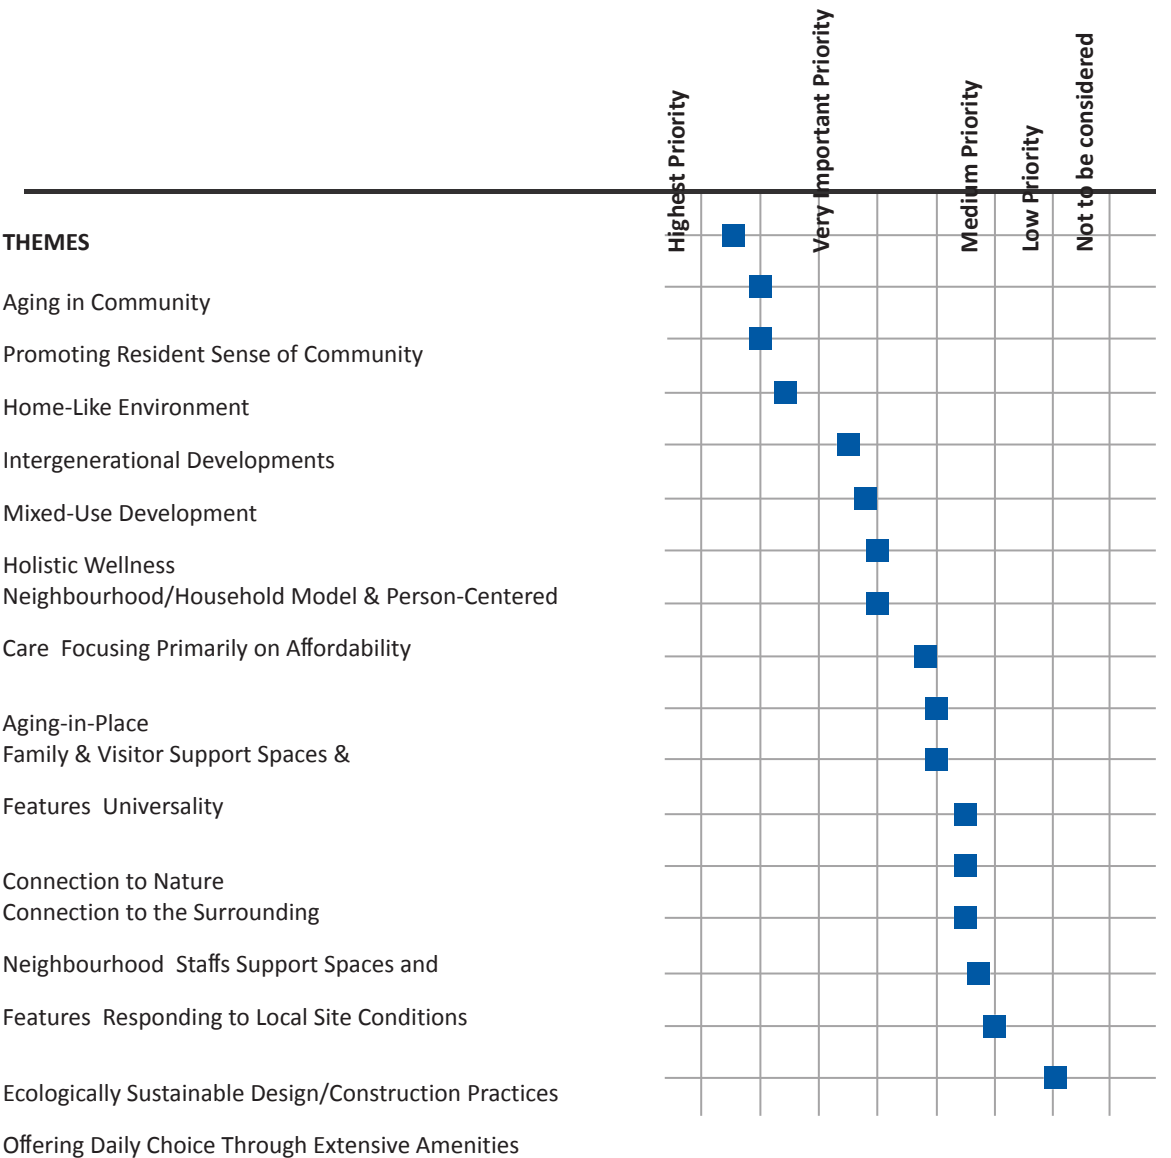 Highest Priority
Very Important Priority
Medium Priority
Low Priority
Not to be considered
THEMES
Aging in Community
Promoting Resident Sense of Community
Home-Like Environment
Intergenerational Developments
Mixed-Use Development
Holistic Wellness
Neighbourhood/Household Model & Person-Centered
Care Focusing Primarily on Affordability
Aging-in-Place
Family & Visitor Support Spaces &
Features Universality
Connection to Nature
Connection to the Surrounding
Neighbourhood Staffs Support Spaces and
Features Responding to Local Site Conditions
Ecologically Sustainable Design/Construction Practices
Offering Daily Choice Through Extensive Amenities